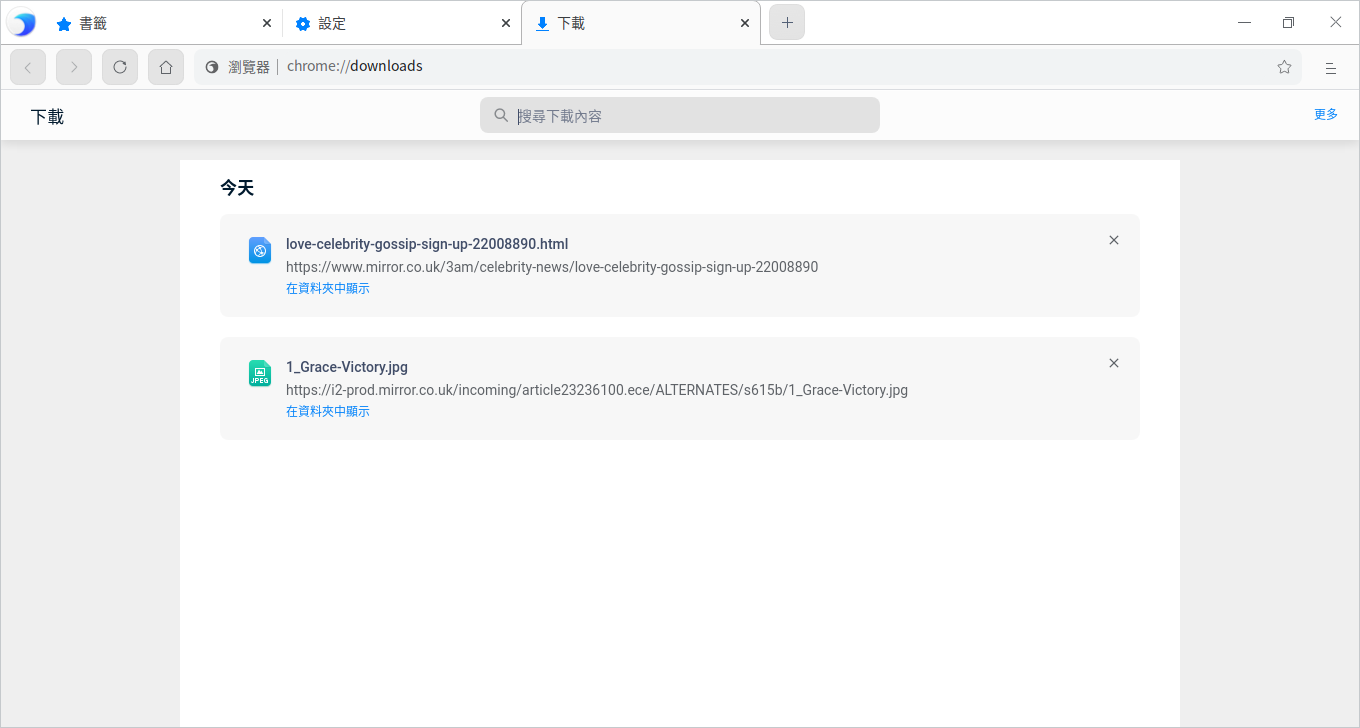 書籤
設定
下載
瀏覽器 chrome://downloads
下載
搜尋下載內容
更多
今天
love-celebrity-gossip-sign-up-22008890.html
https://www.mirror.co.uk/3am/celebrity-news/love-celebrity-gossip-sign-up-22008890
在資料夾中顯示
JPEG
1_Grace-Victory.jpg
https://i2-prod.mirror.co.uk/incoming/article23236100.ece/ALTERNATES/s615b/1_Grace-Victory.jpg
在資料夾中顯示